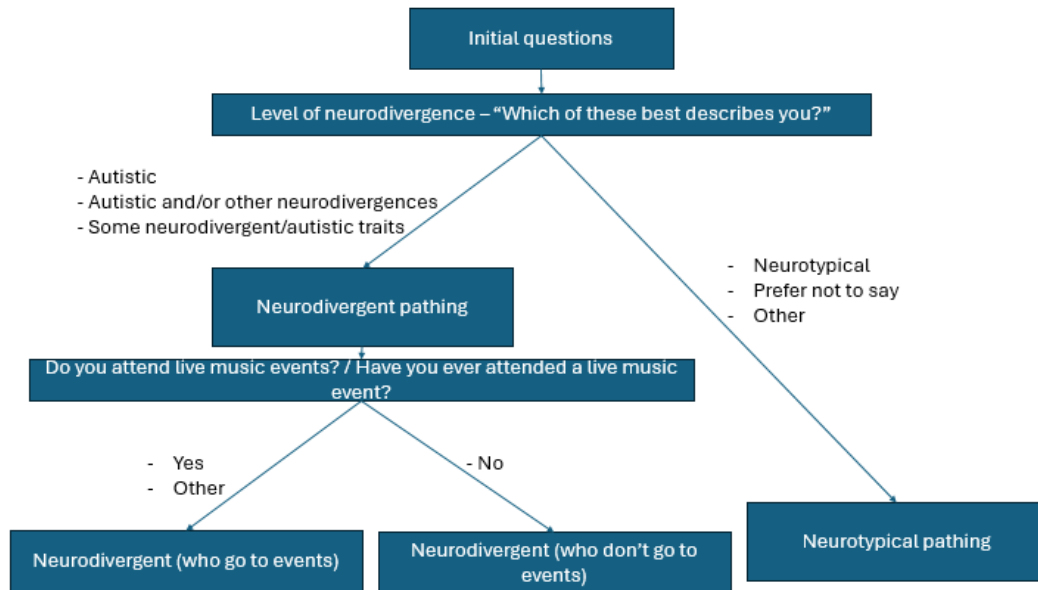 Initial questions
Level of neurodivergence – “Which of these best describes you?”
- Autistic
- Autistic and/or other neurodivergences
- Some neurodivergent/autistic traits
- Neurotypical
- Prefer not to say
- Other
Neurodivergent pathing
Do you attend live music events? / Have you ever attended a live music
event?
- Yes
- Other
- No
Neurodivergent (who go to events)
Neurodivergent (who don’t go to
events)
Neurotypical pathing